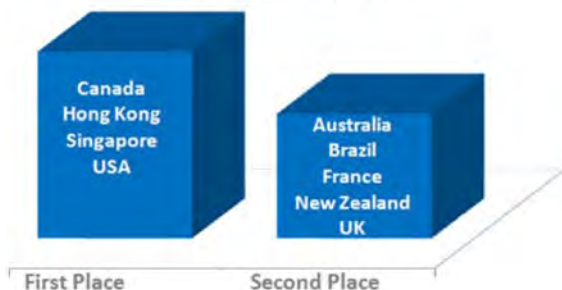 Canada
Hong Kong
Singapore
USA
Australia
Brazil
France
New Zealand
UK
First Place
Second Place